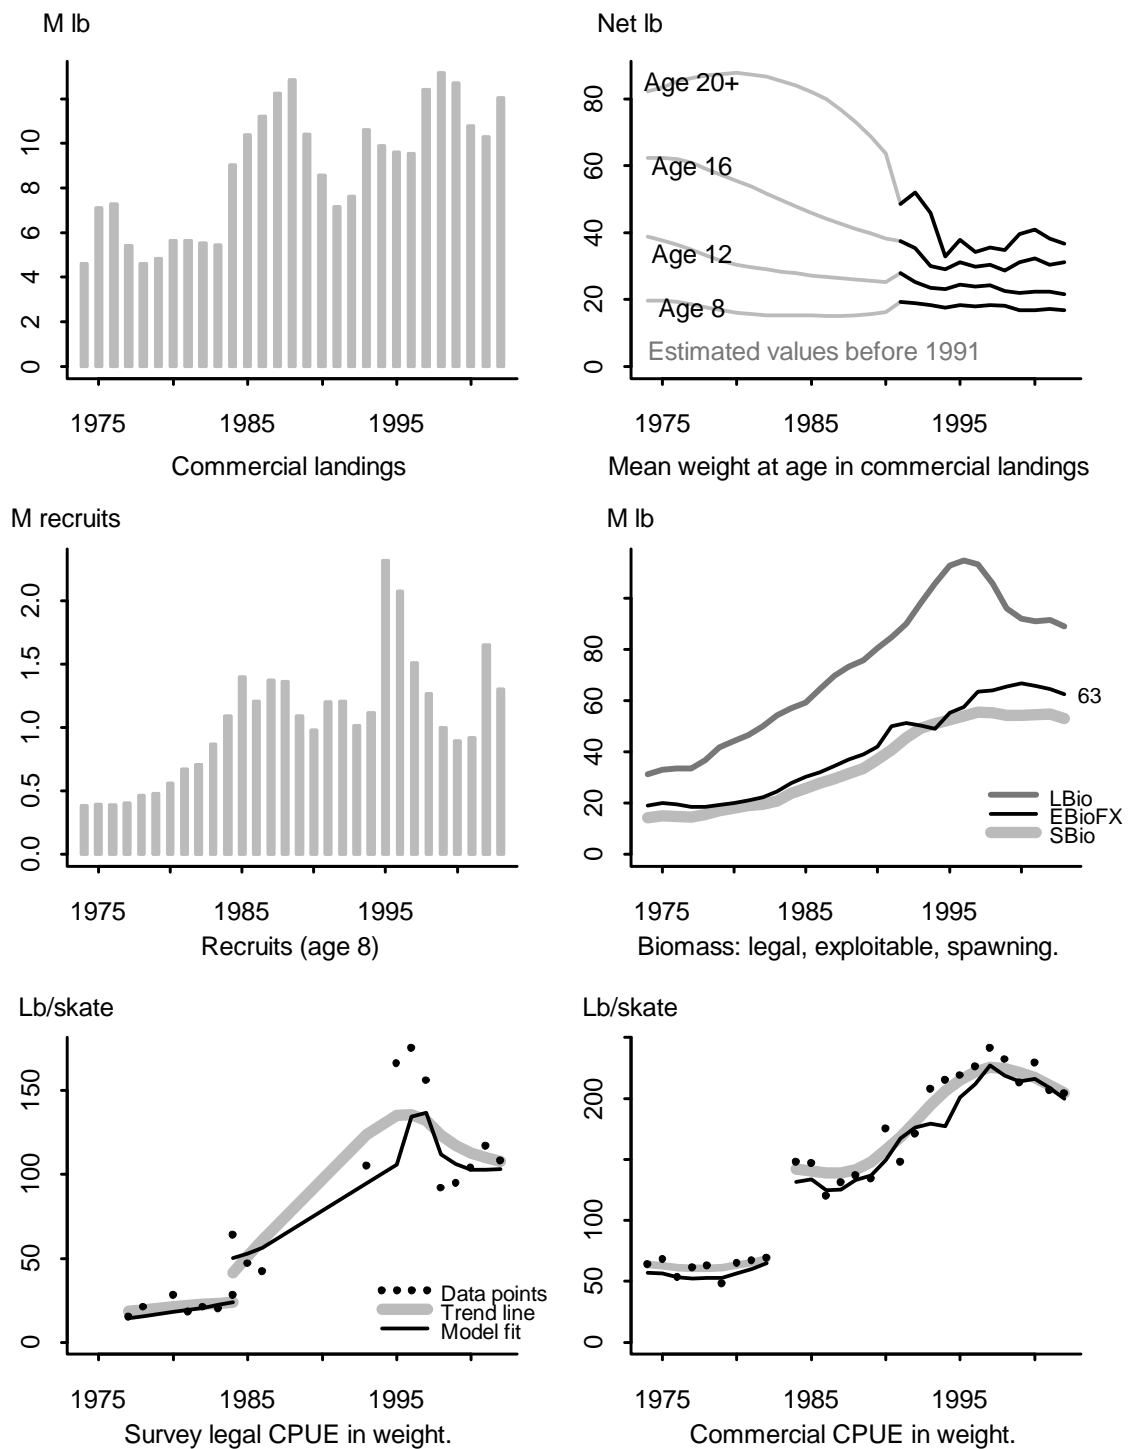 M lb
0 2 4 6 8 10
1975 1985 1995
Commercial landings
Net lb
0 20 40 60 80
Age 20+
Age 16
Age 12
Age 8
Estimated values before 1991
1975 1985 1995
Mean weight at age in commercial landings
M recruits
0.0 0.5 1.0 1.5 2.0
1975 1985 1995
Recruits (age 8)
M lb
0 20 40 60 80
63
LBio
EBioFX
SBio
1975 1985 1995
Biomass: legal, exploitable, spawning.
Lb/skate
0 50 100 150
Data points
Trend line
Model fit
1975 1985 1995
Survey legal CPUE in weight.
Lb/skate
0 50 100 200
1975 1985 1995
Commercial CPUE in weight.